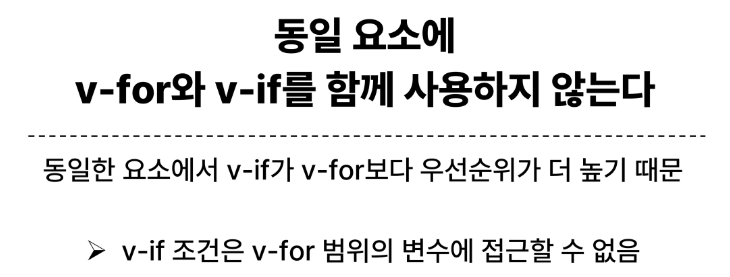 동일 요소에
v-for와 v-if를 함께 사용하지 않는다
동일한 요소에서 v-if가 v-for보다 우선순위가 더 높기 때문
➢ v-if 조건은 v-for 범위의 변수에 접근할 수 없음